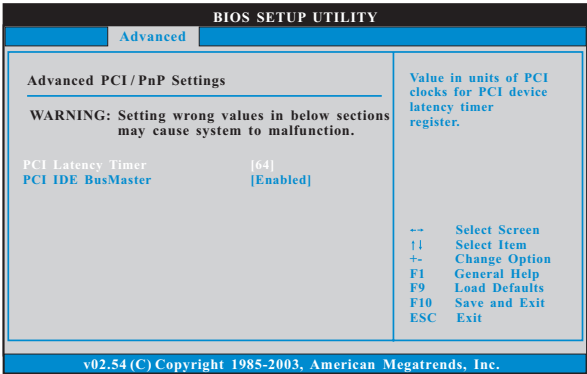 BIOS SETUP UTILITY
Advanced
Advanced PCI / PnP Settings
WARNING: Setting wrong values in below sections
may cause system to malfunction.
PCI Latency Timer [64]
PCI IDE BusMaster [Enabled]
Value in units of PCI
clocks for PCI device
latency timer
register.
←→ Select Screen
↑↓ Select Item
+- Change Option
F1 General Help
F9 Load Defaults
F10 Save and Exit
ESC Exit
v02.54 (C) Copyright 1985-2003, American Megatrends, Inc.